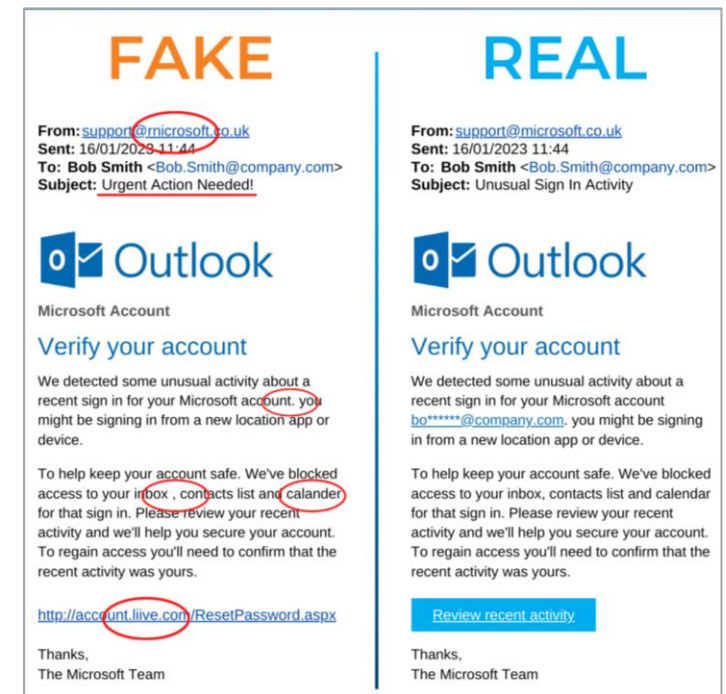 FAKE
From: support@rnicrosoft.co.uk
Sent: 16/01/2023 11:44
To: Bob Smith <Bob.Smith@company.com>
Subject: Urgent Action Needed!
Outlook
Microsoft Account
Verify your account
We detected some unusual activity about a
recent sign in for your Microsoft account. you
might be signing in from a new location app or
device.
To help keep your account safe. We've blocked
access to your inbox , contacts list and calander
for that sign in. Please review your recent
activity and we'll help you secure your account.
To regain access you'll need to confirm that the
recent activity was yours.
http://account.liive.com/ResetPassword.aspx
Thanks,
The Microsoft Team
REAL
From: support@microsoft.co.uk
Sent: 16/01/2023 11:44
To: Bob Smith <Bob.Smith@company.com>
Subject: Unusual Sign In Activity
Outlook
Microsoft Account
Verify your account
We detected some unusual activity about a
recent sign in for your Microsoft account
bo******@company.com. you might be signing
in from a new location app or device.
To help keep your account safe. We've blocked
access to your inbox, contacts list and calendar
for that sign in. Please review your recent
activity and we'll help you secure your account.
To regain access you'll need to confirm that the
recent activity was yours.
Review recent activity
Thanks,
The Microsoft Team